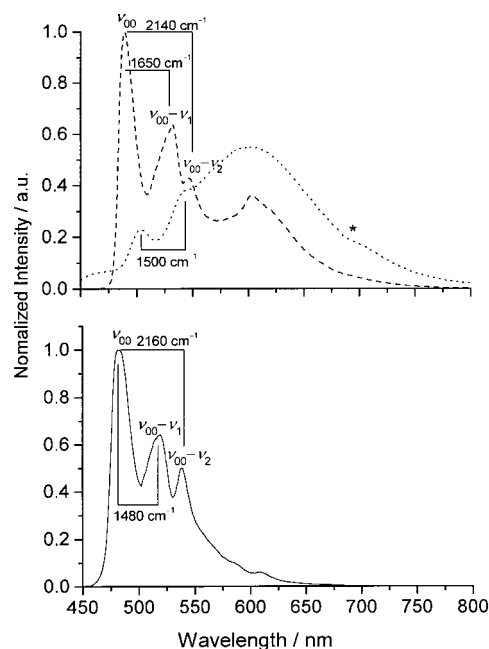 Normalized Intensity / a.u.
ν00 2140 cm⁻¹
1650 cm⁻¹
ν00−ν1
ν00−ν2
*
1500 cm⁻¹
1.0
0.8
0.6
0.4
0.2
0.0
ν00 2160 cm⁻¹
ν00−ν1
ν00−ν2
1480 cm⁻¹
1.0
0.8
0.6
0.4
0.2
0.0
450 500 550 600 650 700 750 800
Wavelength / nm